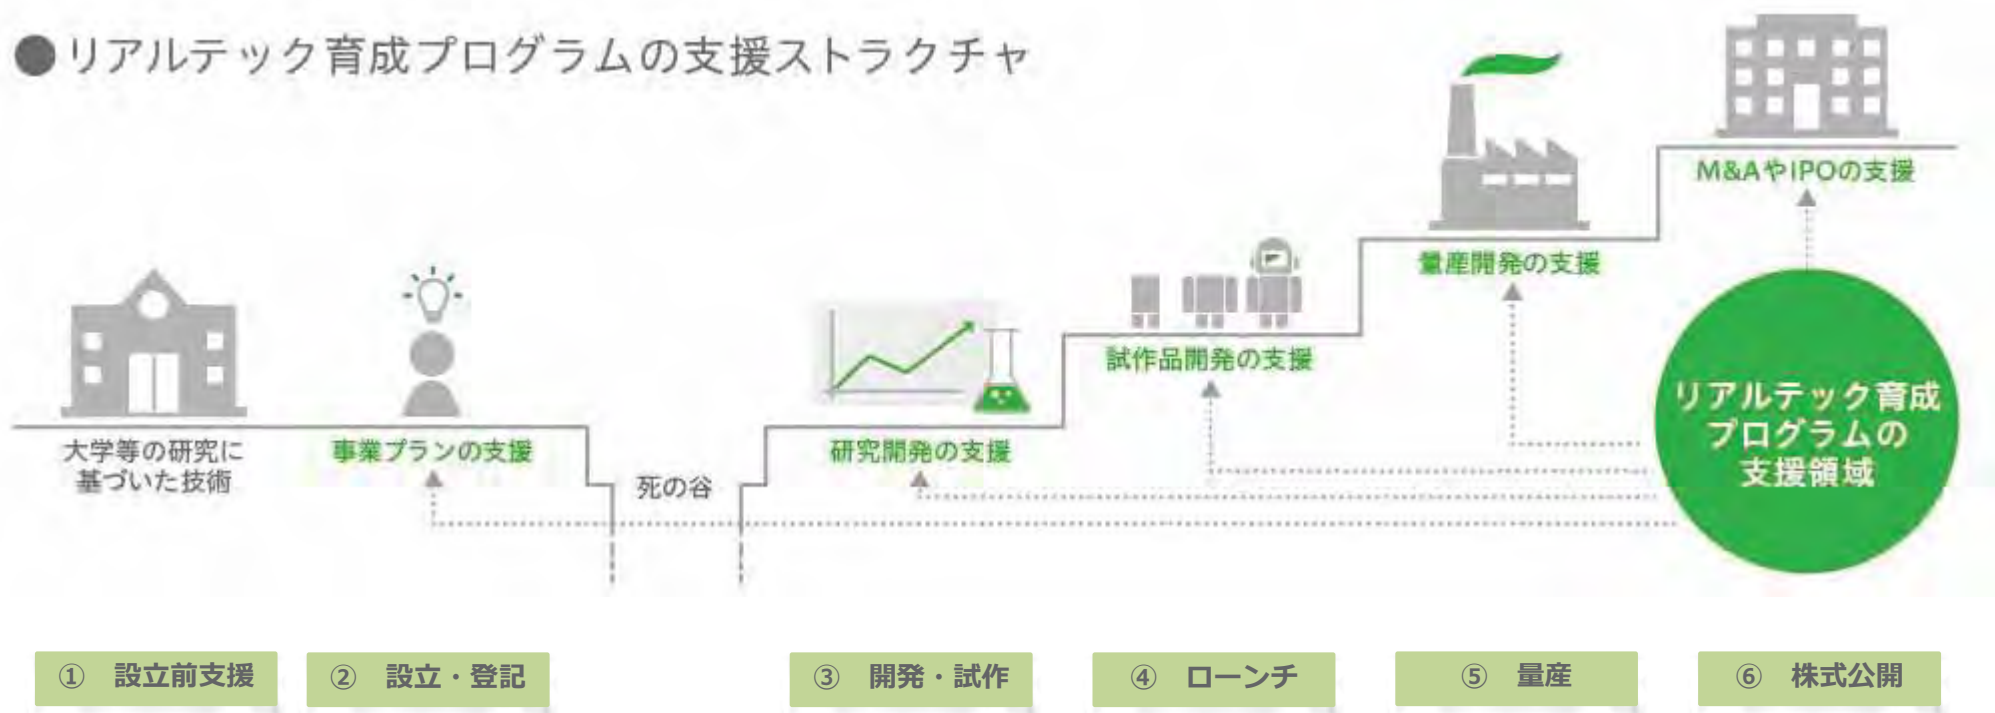 ●リアルテック育成プログラムの支援ストラクチャ
M&AやIPOの支援
量産開発の支援
試作品開発の支援
大学等の研究に
基づいた技術
事業プランの支援
死の谷
研究開発の支援
リアルテック育成
プログラムの
支援領域
① 設立前支援
② 設立・登記
③ 開発・試作
④ ローンチ
⑤ 量産
⑥ 株式公開